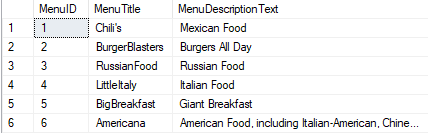 MenuID MenuTitle MenuDescriptionText
1 1 Chili's Mexican Food
2 2 BurgerBlasters Burgers All Day
3 3 RussianFood Russian Food
4 4 LittleItaly Italian Food
5 5 BigBreakfast Giant Breakfast
6 6 Americana American Food, including Italian-American, Chine...